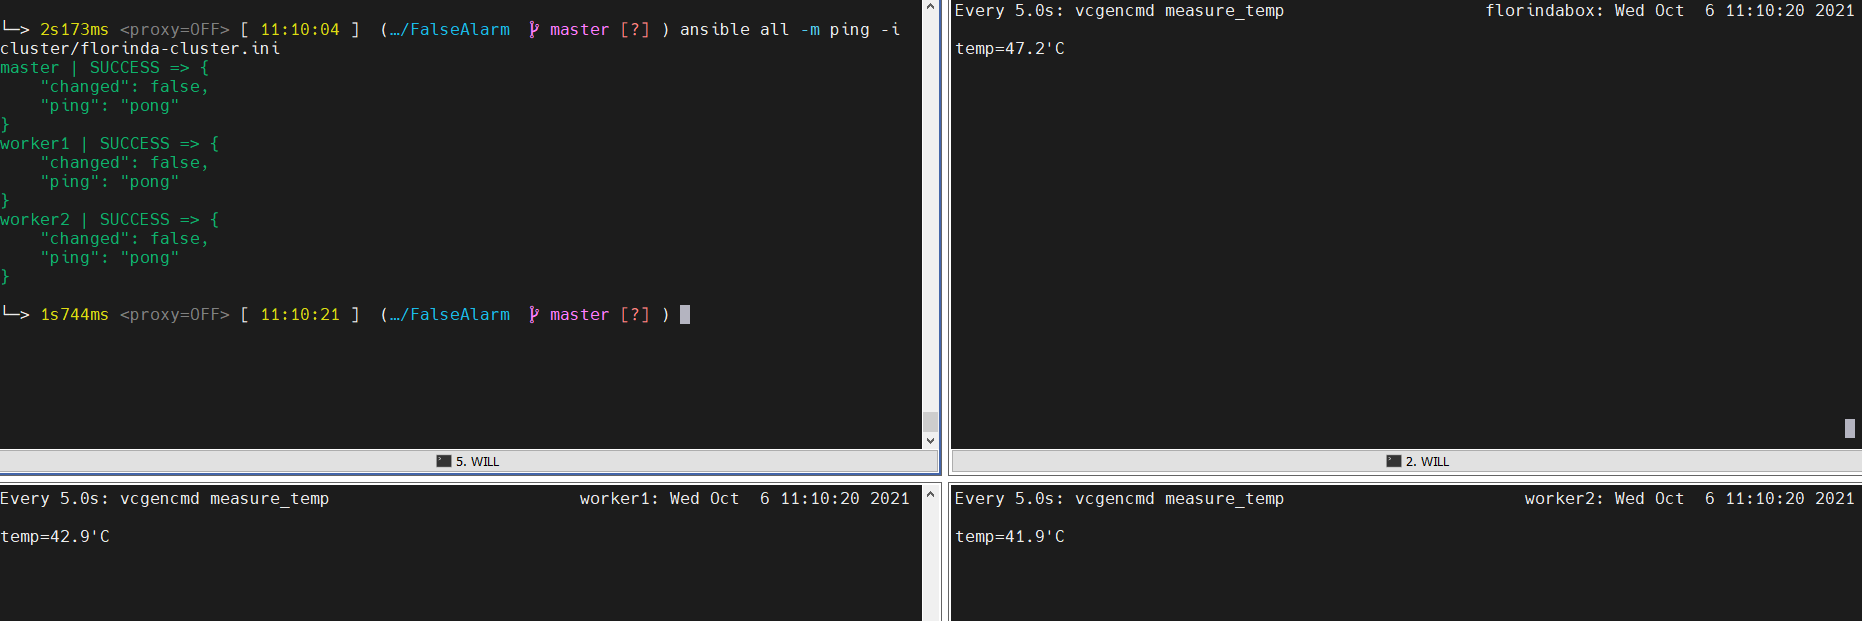 └─> 2s173ms <proxy=OFF> [ 11:10:04 ]  (…/FalseAlarm  master [?] ) ansible all -m ping -i
cluster/florinda-cluster.ini
master | SUCCESS => {
    "changed": false,
    "ping": "pong"
}
worker1 | SUCCESS => {
    "changed": false,
    "ping": "pong"
}
worker2 | SUCCESS => {
    "changed": false,
    "ping": "pong"
}
└─> 1s744ms <proxy=OFF> [ 11:10:21 ]  (…/FalseAlarm  master [?] )
5. WILL
Every 5.0s: vcgencmd measure_temp florindabox: Wed Oct  6 11:10:20 2021
temp=47.2'C
2. WILL
Every 5.0s: vcgencmd measure_temp worker1: Wed Oct  6 11:10:20 2021
temp=42.9'C
Every 5.0s: vcgencmd measure_temp worker2: Wed Oct  6 11:10:20 2021
temp=41.9'C